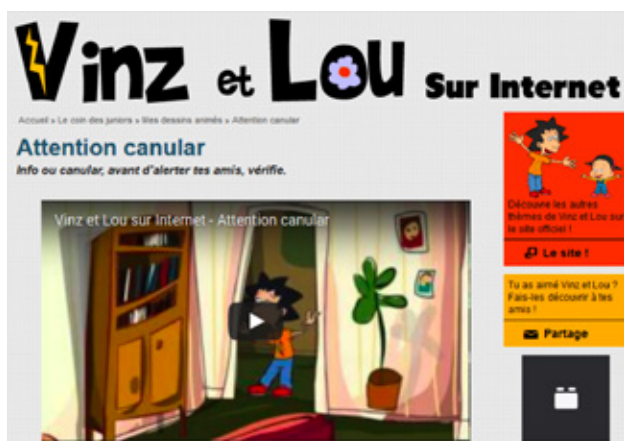 Vinz et Lou Sur Internet
Accueil » Le coin des juniors » Mes dessins animés » Attention canular
Attention canular
Info ou canular, avant d'alerter tes amis, vérifie.
Vinz et Lou sur Internet - Attention canular
Découvre les autres
thèmes de Vinz et Lou sur
le site officiel !
Le site !
Tu as aimé Vinz et Lou ?
Fais-les découvrir à tes
amis !
Partage